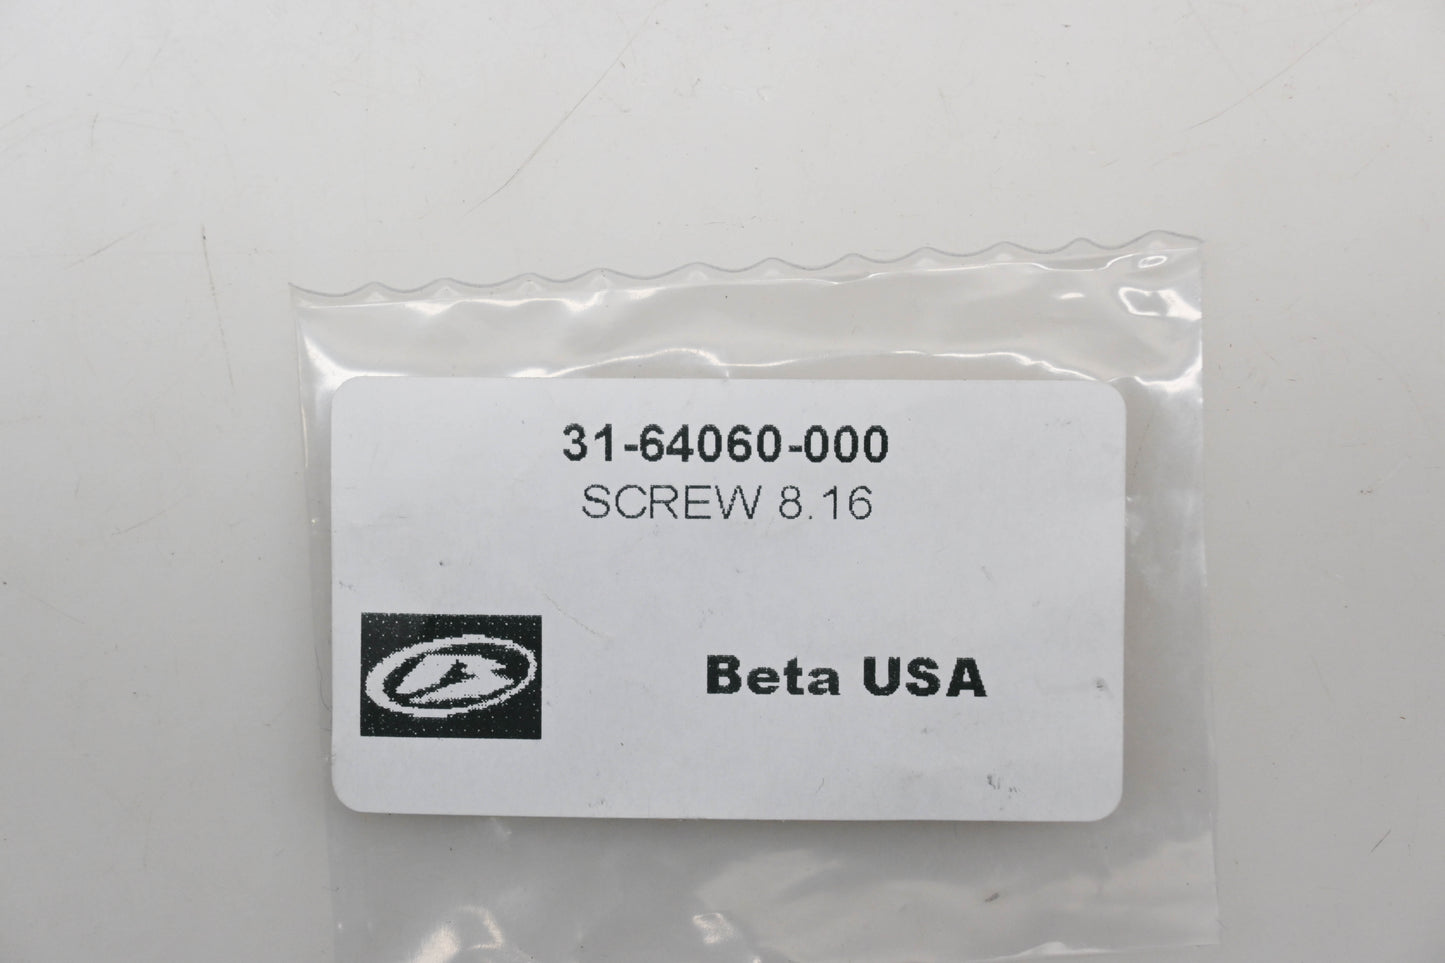 31-64060-000
SCREW 8.16
Beta USA